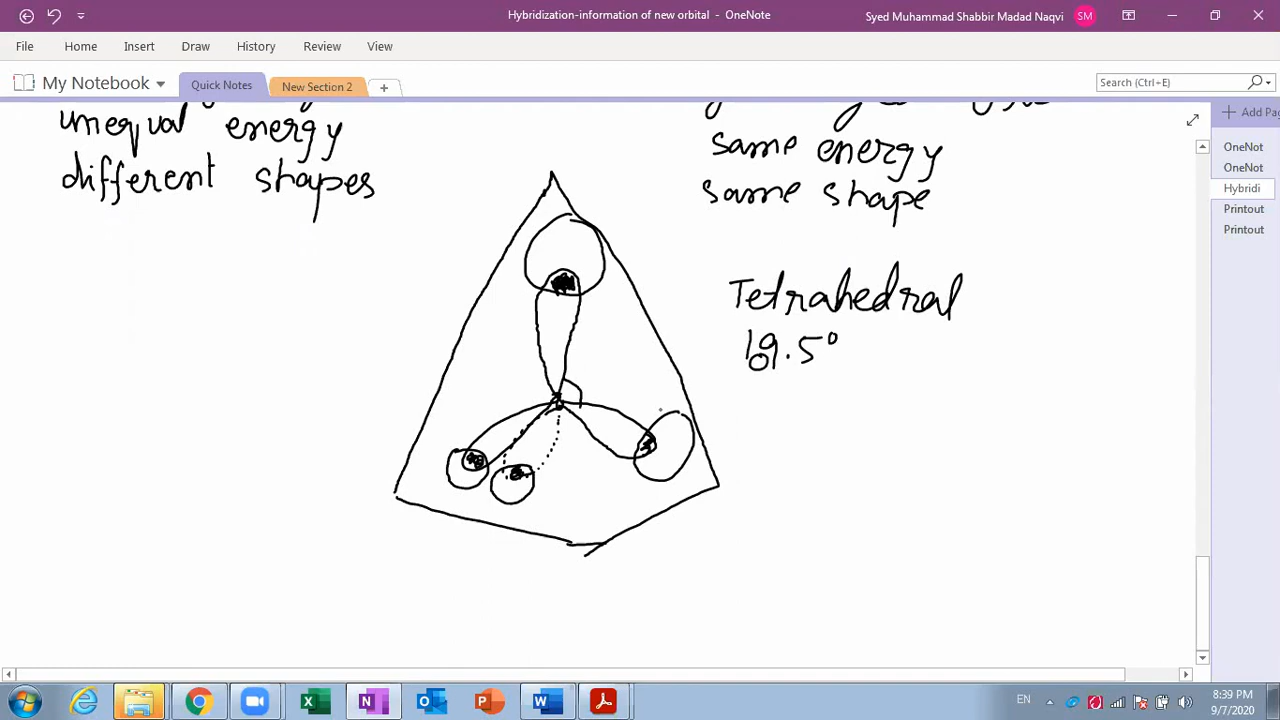 Hybridization-information of new orbital - OneNote
Syed Muhammad Shabbir Madad Naqvi
SM
File Home Insert Draw History Review View
My Notebook
Quick Notes
New Section 2
Search (Ctrl+E)
Add Pag
OneNot
OneNot
Hybridi
Printout
Printout
unequal energy
different shapes
same energy
same shape
Tetrahedral
109.5°
EN
8:39 PM
9/7/2020